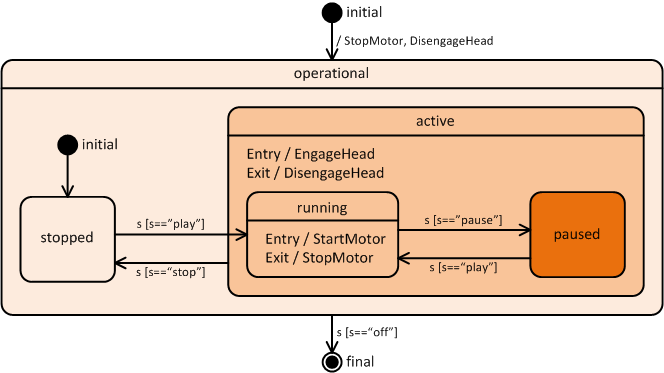 initial
/ StopMotor, DisengageHead
operational
active
initial
Entry / EngageHead
Exit / DisengageHead
running
s [s==”play”]
s [s==”pause”]
stopped
Entry / StartMotor
paused
Exit / StopMotor
s [s==“stop”]
s [s==“play”]
s [s==“off”]
final